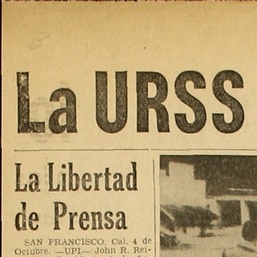 La URSS
La Libertad
de Prensa
SAN FRANCISCO, Cal. 4 de
Octubre. —UPI— John R. Rei-